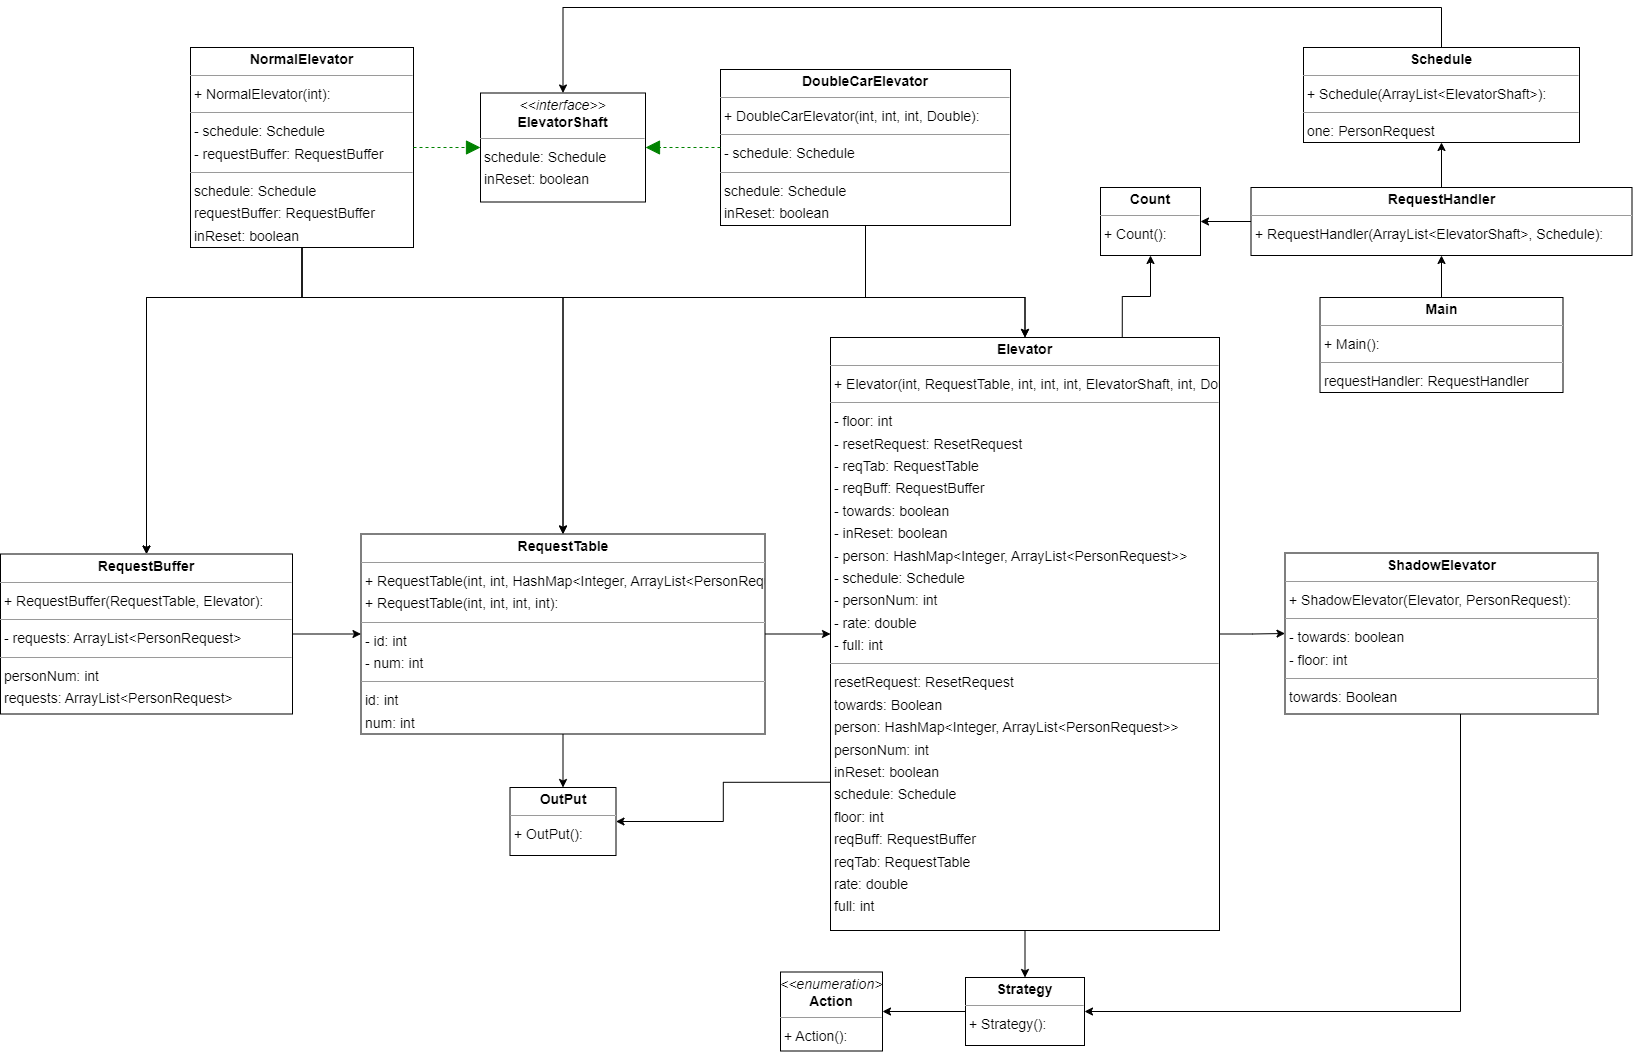 NormalElevator
+ NormalElevator(int):
- schedule: Schedule
- requestBuffer: RequestBuffer
schedule: Schedule
requestBuffer: RequestBuffer
inReset: boolean
<<interface>>
ElevatorShaft
schedule: Schedule
inReset: boolean
DoubleCarElevator
+ DoubleCarElevator(int, int, int, Double):
- schedule: Schedule
schedule: Schedule
inReset: boolean
Schedule
+ Schedule(ArrayList<ElevatorShaft>):
one: PersonRequest
Count
+ Count():
RequestHandler
+ RequestHandler(ArrayList<ElevatorShaft>, Schedule):
Main
+ Main():
requestHandler: RequestHandler
Elevator
+ Elevator(int, RequestTable, int, int, int, ElevatorShaft, int, Do
- floor: int
- resetRequest: ResetRequest
- reqTab: RequestTable
- reqBuff: RequestBuffer
- towards: boolean
- inReset: boolean
- person: HashMap<Integer, ArrayList<PersonRequest>>
- schedule: Schedule
- personNum: int
- rate: double
- full: int
resetRequest: ResetRequest
towards: Boolean
person: HashMap<Integer, ArrayList<PersonRequest>>
personNum: int
inReset: boolean
schedule: Schedule
floor: int
reqBuff: RequestBuffer
reqTab: RequestTable
rate: double
full: int
RequestBuffer
+ RequestBuffer(RequestTable, Elevator):
- requests: ArrayList<PersonRequest>
personNum: int
requests: ArrayList<PersonRequest>
RequestTable
+ RequestTable(int, int, HashMap<Integer, ArrayList<PersonReq
+ RequestTable(int, int, int, int):
- id: int
- num: int
id: int
num: int
ShadowElevator
+ ShadowElevator(Elevator, PersonRequest):
- towards: boolean
- floor: int
towards: Boolean
OutPut
+ OutPut():
<<enumeration>
Action
+ Action():
Strategy
+ Strategy():